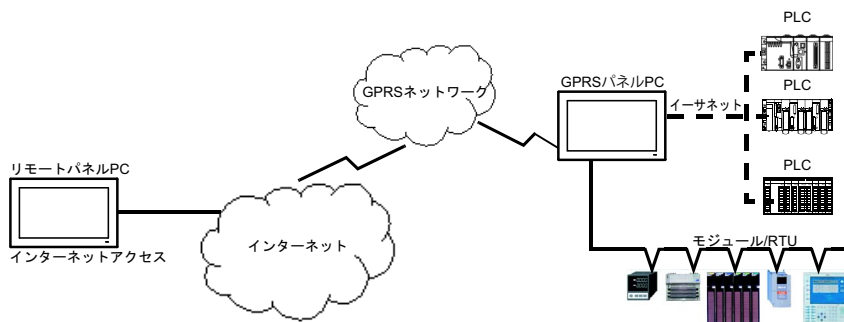 PLC
GPRSパネルPC
GPRSネットワーク
イーサネット
PLC
PLC
リモートパネルPC
インターネット
インターネットアクセス
モジュール/RTU